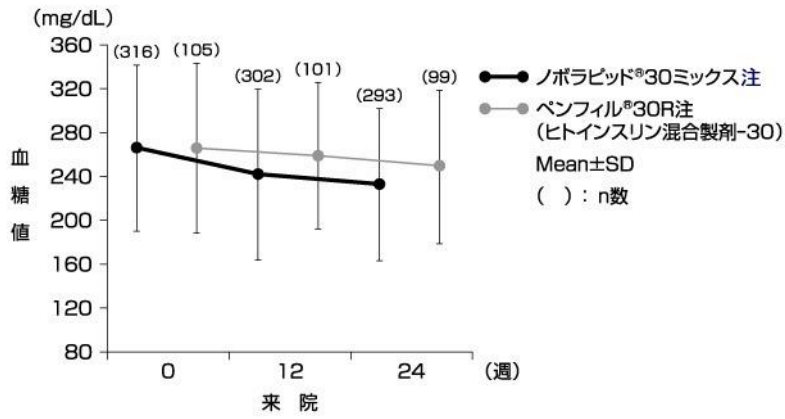 (mg/dL)
360
320
280
240
200
160
120
80
血糖値
(316)
(105)
(302)
(101)
(293)
(99)
0
12
24
(週)
来 院
ノボラピッド®30ミックス注
ペンフィル®30R注
(ヒトインスリン混合製剤-30)
Mean±SD
( ):n数